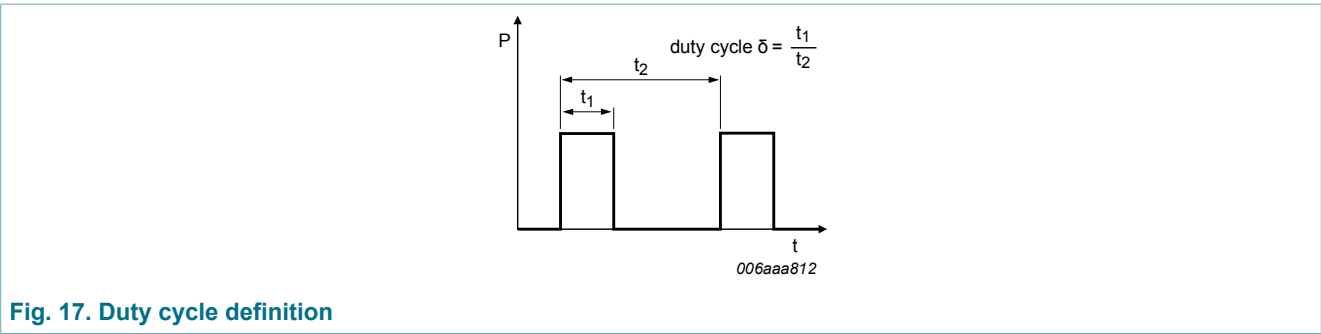 P
duty cycle δ = t1
t2
t2
t1
t
006aaa812
Fig. 17. Duty cycle definition